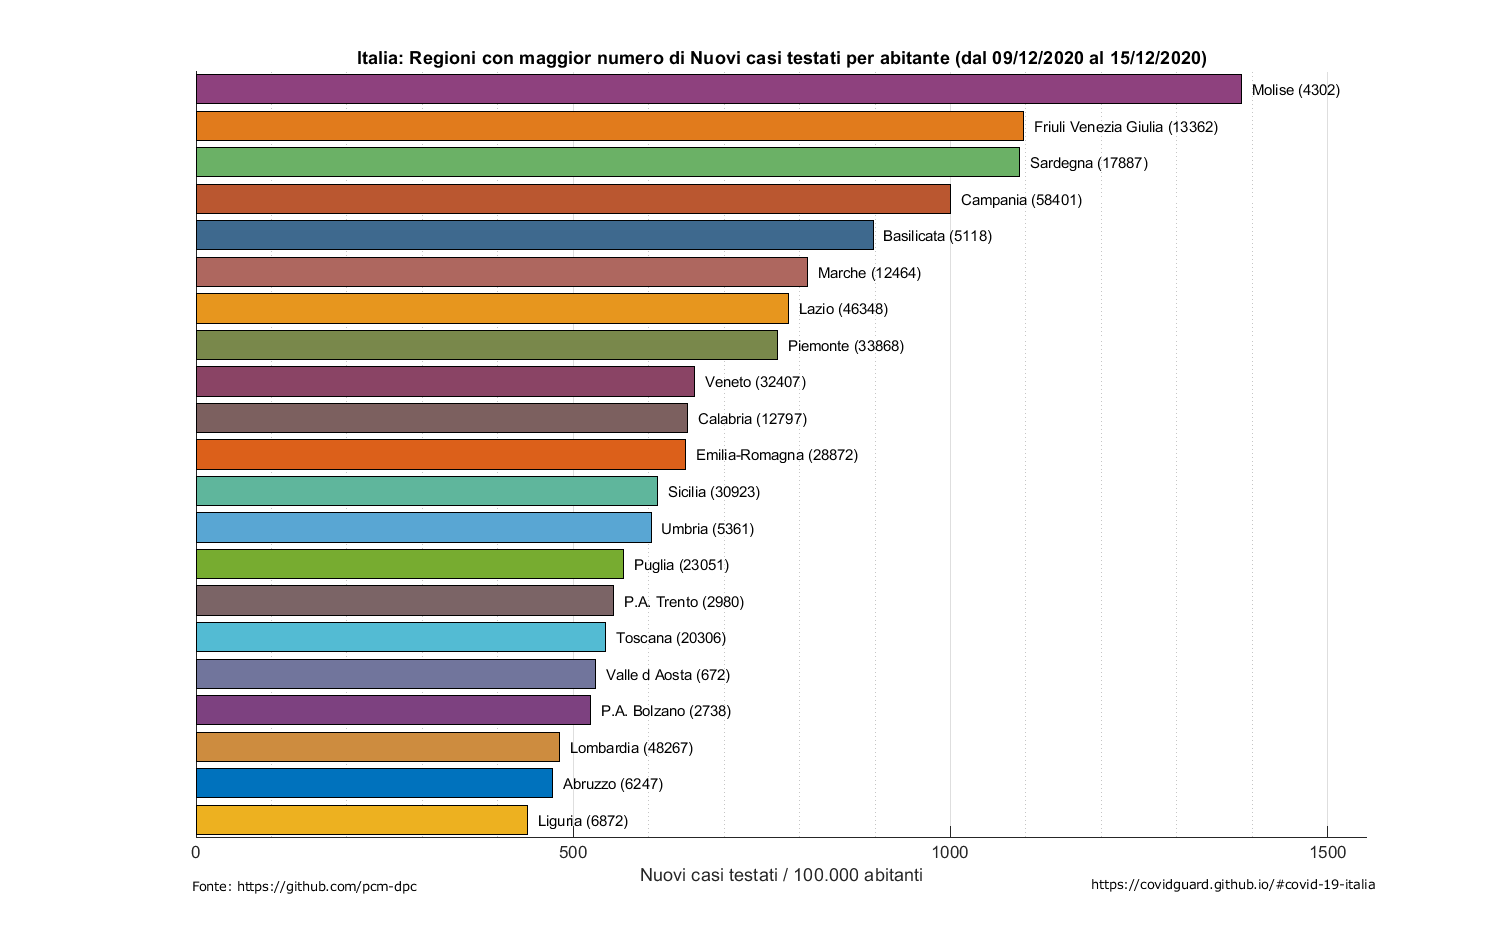 Italia: Regioni con maggior numero di Nuovi casi testati per abitante (dal 09/12/2020 al 15/12/2020)
Molise (4302)
Friuli Venezia Giulia (13362)
Sardegna (17887)
Campania (58401)
Basilicata (5118)
Marche (12464)
Lazio (46348)
Piemonte (33868)
Veneto (32407)
Calabria (12797)
Emilia-Romagna (28872)
Sicilia (30923)
Umbria (5361)
Puglia (23051)
P.A. Trento (2980)
Toscana (20306)
Valle d Aosta (672)
P.A. Bolzano (2738)
Lombardia (48267)
Abruzzo (6247)
Liguria (6872)
0 500 1000 1500
Nuovi casi testati / 100.000 abitanti
Fonte: https://github.com/pcm-dpc
https://covidguard.github.io/#covid-19-italia